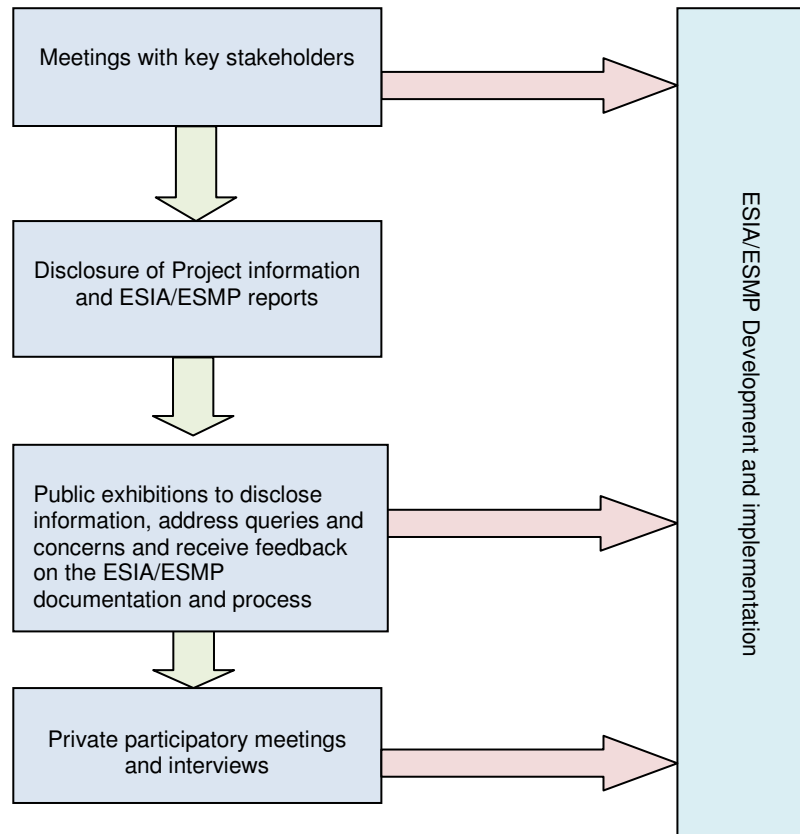 Meetings with key stakeholders
Disclosure of Project information
and ESIA/ESMP reports
Public exhibitions to disclose
information, address queries and
concerns and receive feedback
on the ESIA/ESMP
documentation and process
Private participatory meetings
and interviews
ESIA/ESMP Development and implementation